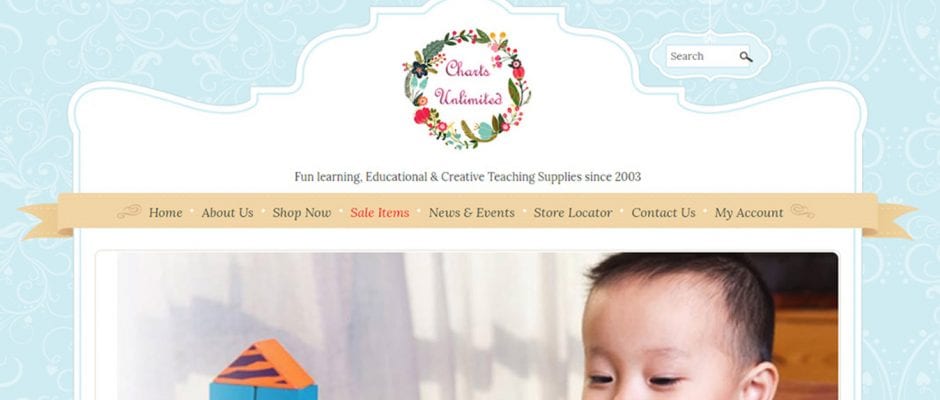 Search
Charts
Unlimited
Fun learning, Educational & Creative Teaching Supplies since 2003
Home About Us Shop Now Sale Items News & Events Store Locator Contact Us My Account